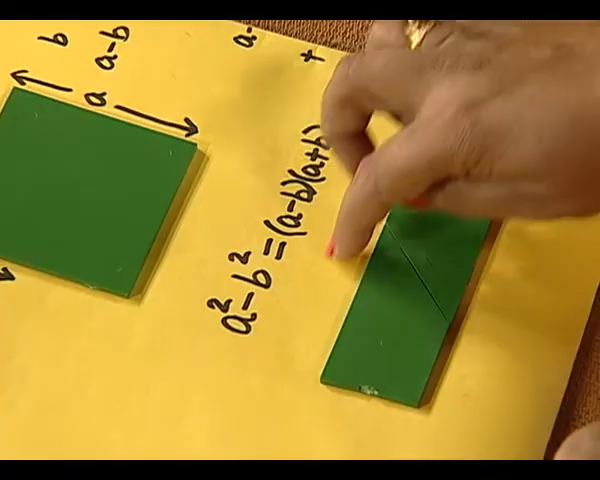 b
a-b
a
a-
+
a²-b²=(a-b)(a+b)